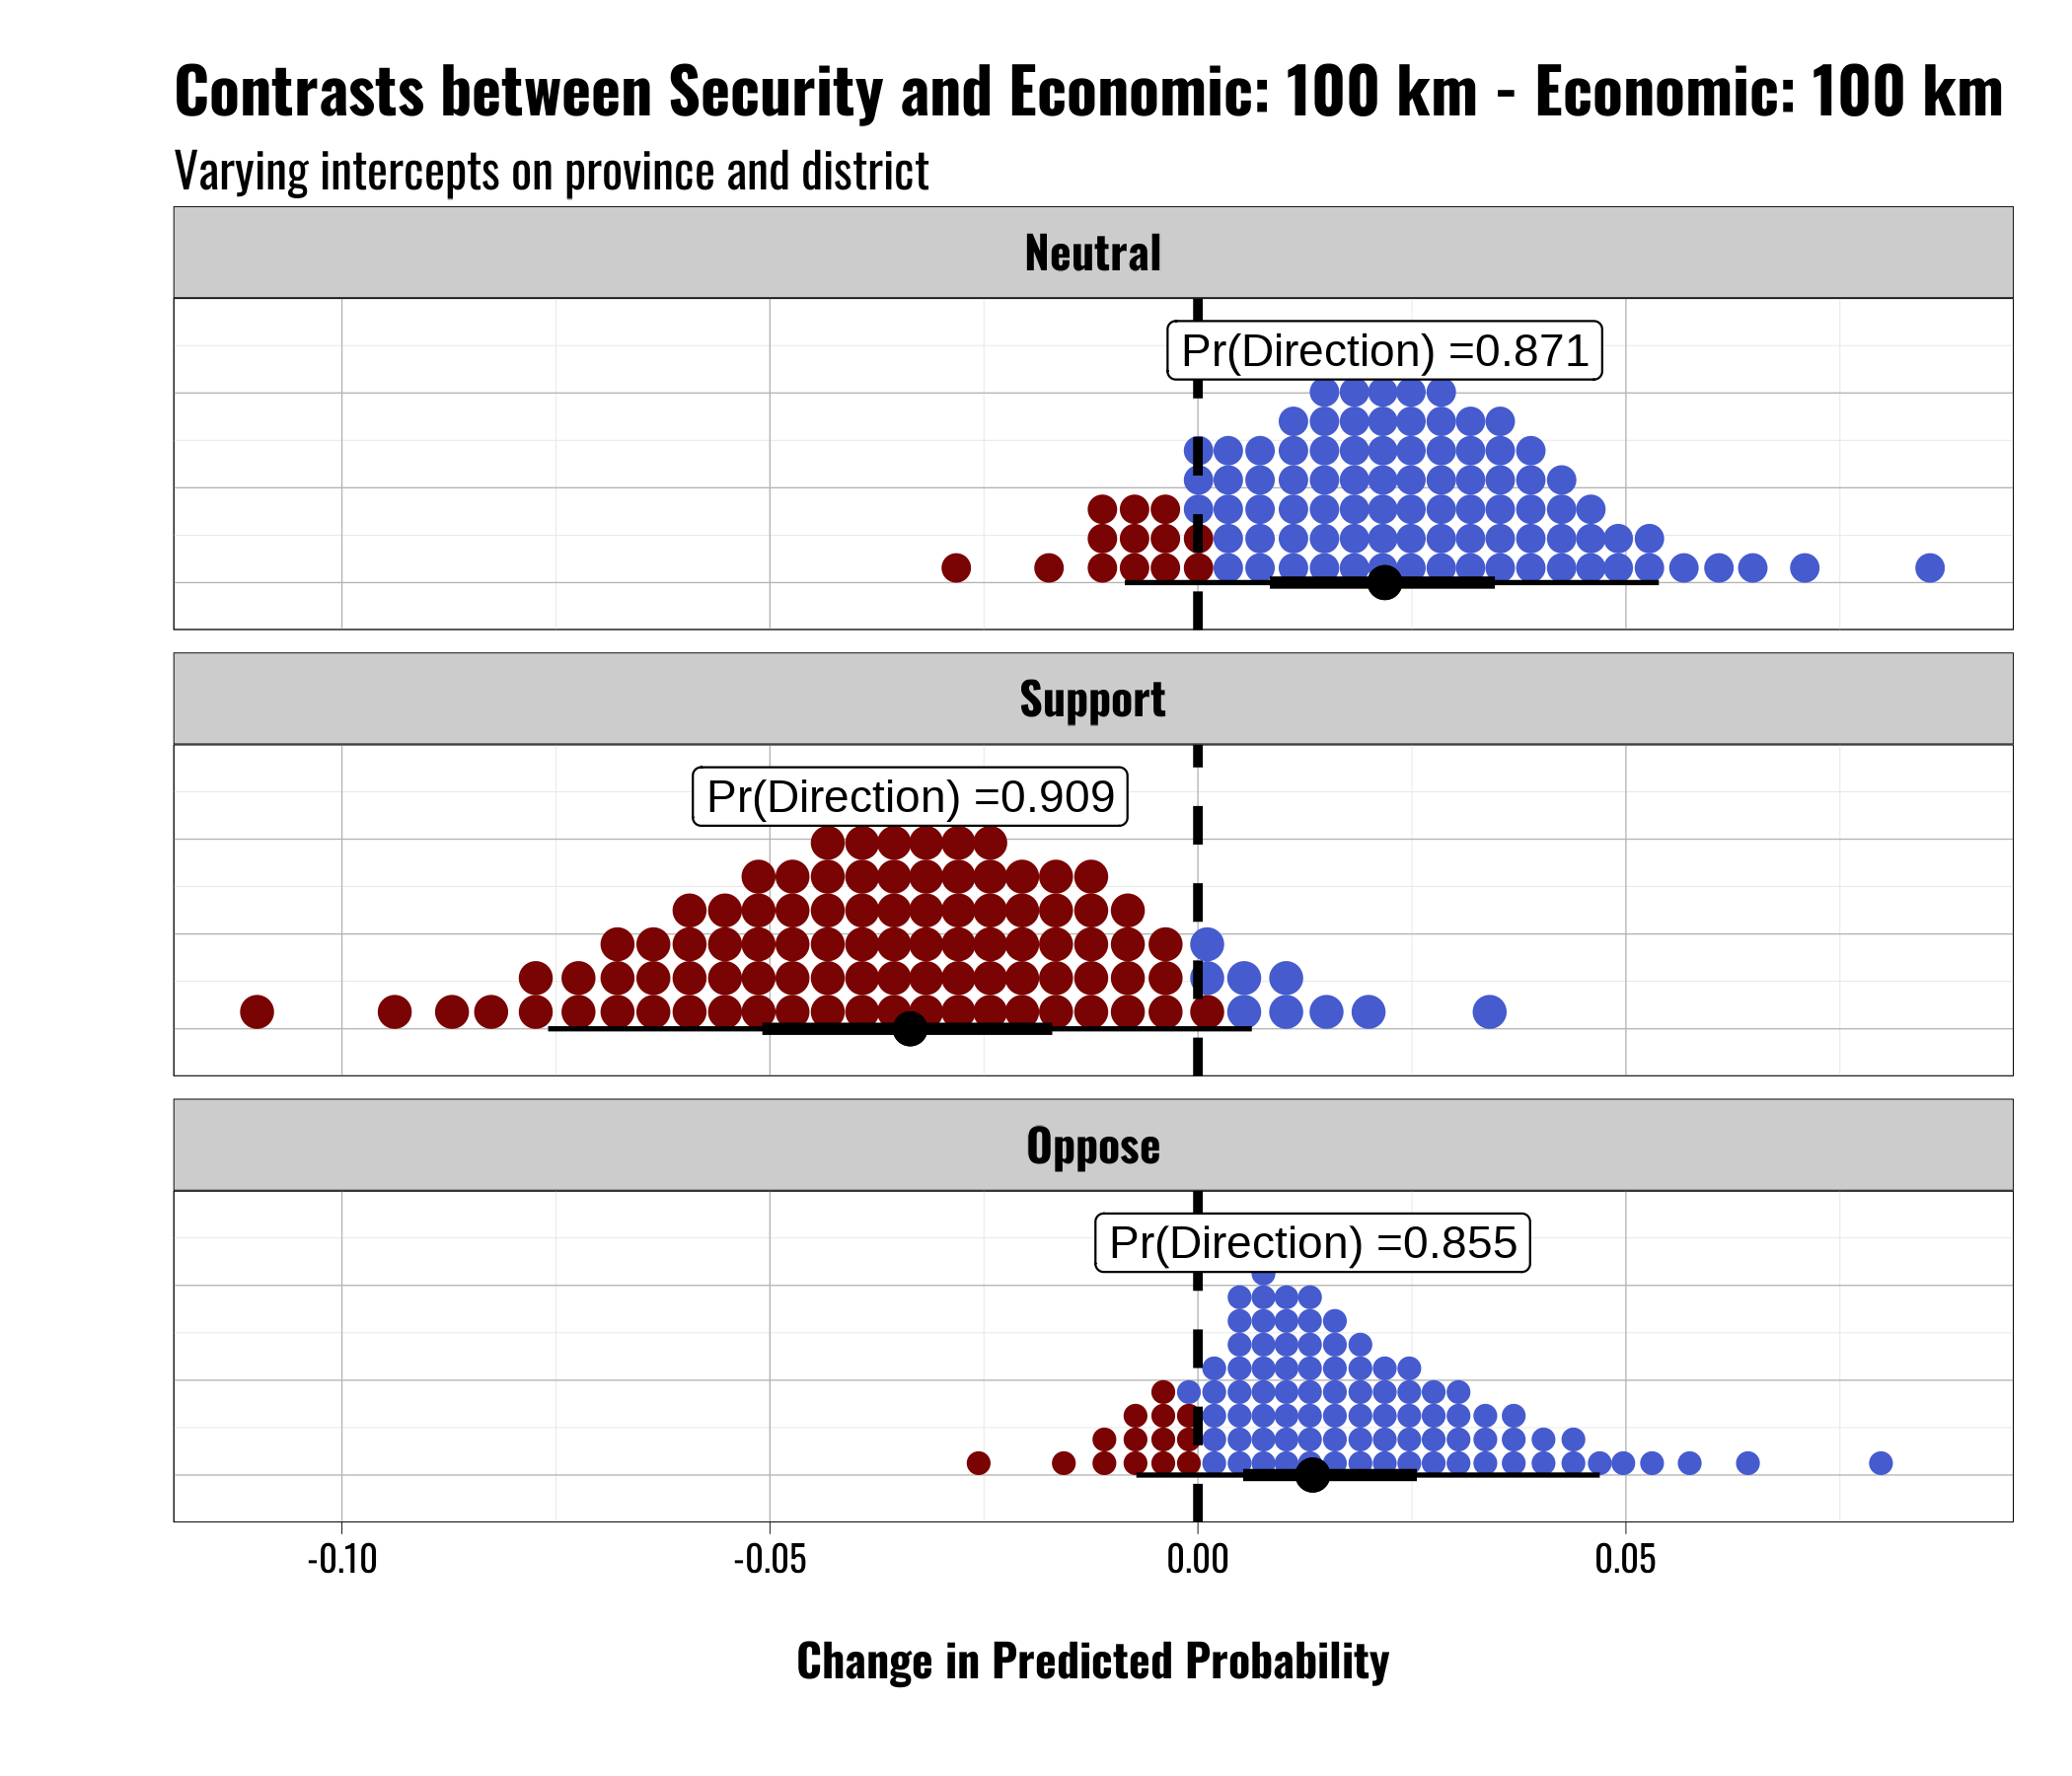 Contrasts between Security and Economic: 100 km - Economic: 100 km
Varying intercepts on province and district
Neutral
Pr(Direction) =0.871
Support
Pr(Direction) =0.909
Oppose
Pr(Direction) =0.855
-0.10 -0.05 0.00 0.05
Change in Predicted Probability